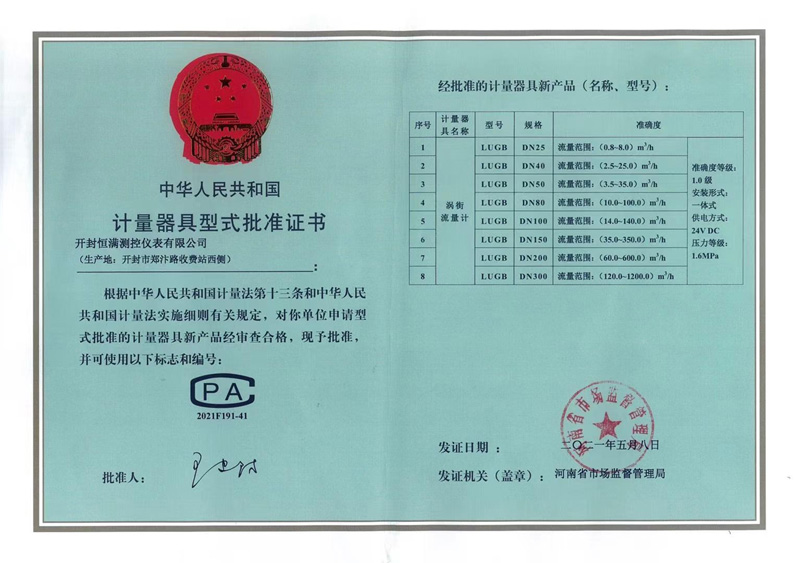 中华人民共和国
计量器具型式批准证书
开封恒满测控仪表有限公司
（生产地：开封市郑汴路收费站西侧）
：
根据中华人民共和国计量法第十三条和中华人民
共和国计量法实施细则有关规定，对你单位申请型
式批准的计量器具新产品经审查合格，现予批准，
并可使用以下标志和编号：
CPA
2021F191-41
批准人：
经批准的计量器具新产品（名称、型号）：
序号 计量器具名称 型号 规格 准确度
1 LUGB DN25 流量范围：（0.8~8.0）m³/h
2 LUGB DN40 流量范围：（2.5~25.0）m³/h
3 LUGB DN50 流量范围：（3.5~35.0）m³/h
4 LUGB DN80 流量范围：（10.0~100.0）m³/h
5 LUGB DN100 流量范围：（14.0~140.0）m³/h
6 LUGB DN150 流量范围：（35.0~350.0）m³/h
7 LUGB DN200 流量范围：（60.0~600.0）m³/h
8 LUGB DN300 流量范围：（120.0~1200.0）m³/h
涡街
流量计
准确度等级：
1.0 级
安装形式：
一体式
供电方式：
24V DC
压力等级：
1.6MPa
河南省市场监督管理局
发证日期：二〇二一年五月八日
发证机关（盖章）：河南省市场监督管理局